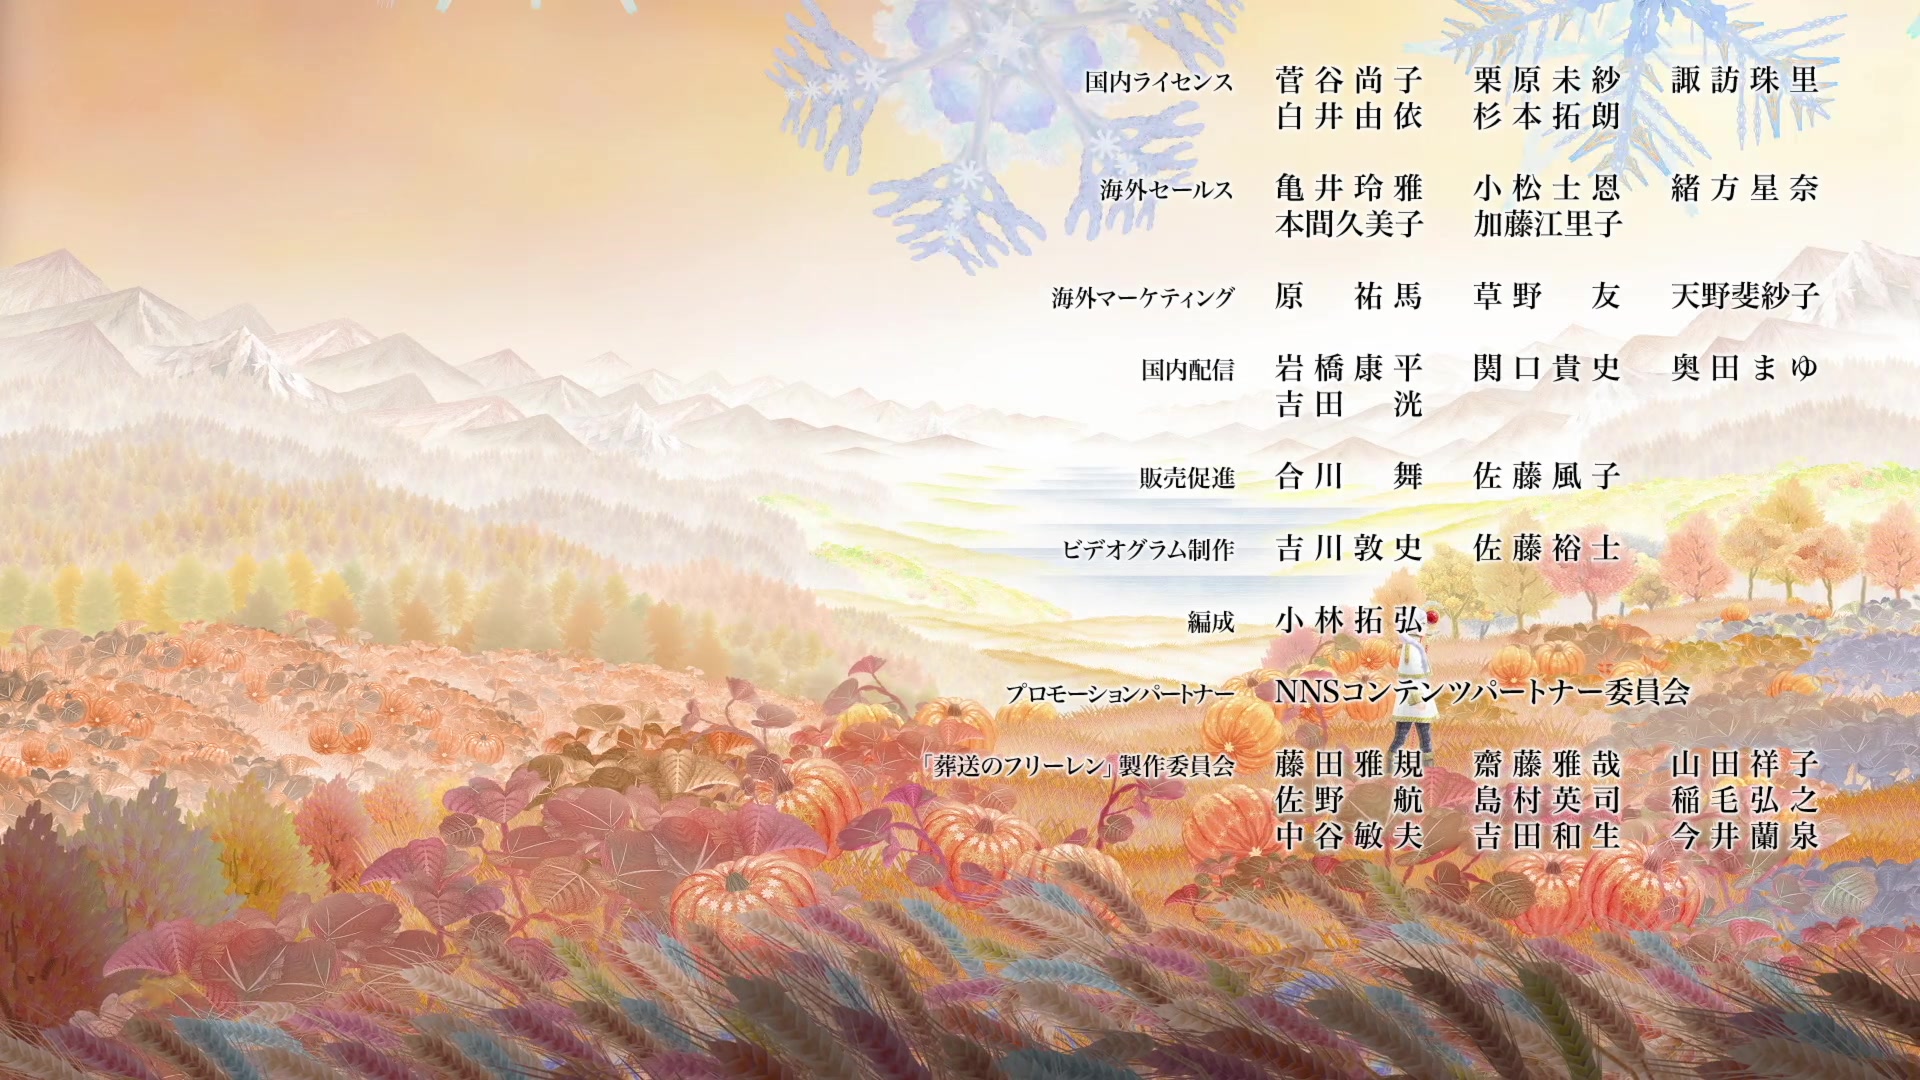 国内ライセンス 菅谷尚子 栗原未紗 諏訪珠里
白井由依 杉本拓朗
海外セールス 亀井玲雅 小松士恩 緒方星奈
本間久美子 加藤江里子
海外マーケティング 原祐馬 草野友 天野斐紗子
国内配信 岩橋康平 関口貴史 奥田まゆ
吉田洸
販売促進 合川舞 佐藤風子
ビデオグラム制作 吉川敦史 佐藤裕士
編成 小林拓弘
プロモーションパートナー NNSコンテンツパートナー委員会
「葬送のフリーレン」製作委員会 藤田雅規 齋藤雅哉 山田祥子
佐野航 島村英司 稲毛弘之
中谷敏夫 吉田和生 今井蘭泉